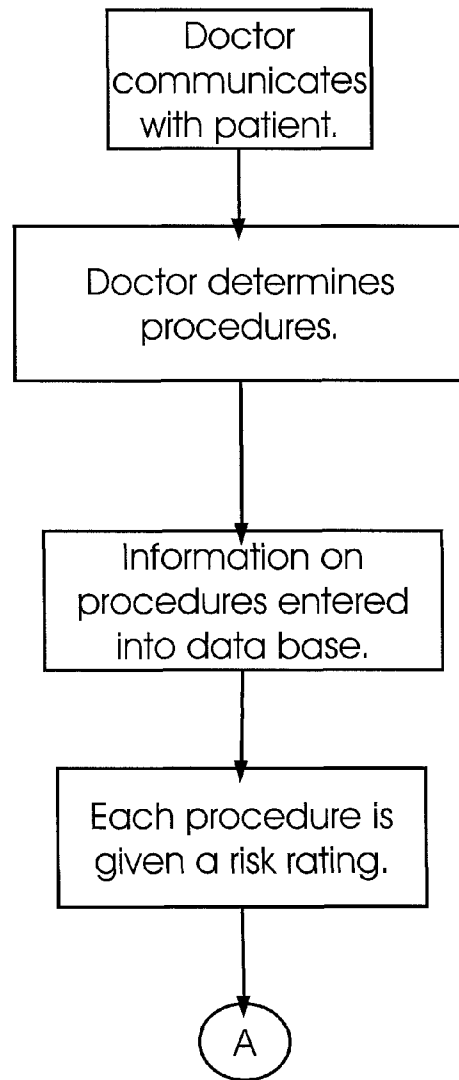 Doctor
communicates
with patient.
Doctor determines
procedures.
Information on
procedures entered
into data base.
Each procedure is
given a risk rating.
A